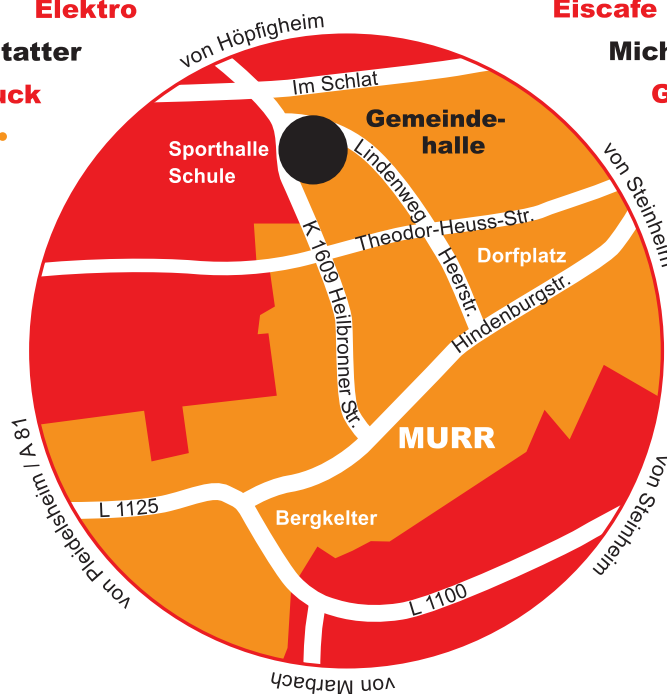 Elektro
Eiscafe
tatter
Mich
uck
G
von Höpfigheim
Im Schlat
Gemeinde-
halle
Sporthalle
Schule
Lindenweg
von Steinheim
Theodor-Heuss-Str.
K 1609 Heilbronner Str.
Heerstr.
Dorfplatz
Hindenburgstr.
MURR
von Pleidelsheim / A 81
L 1125
Bergkelter
von Steinheim
L 1100
von Marbach